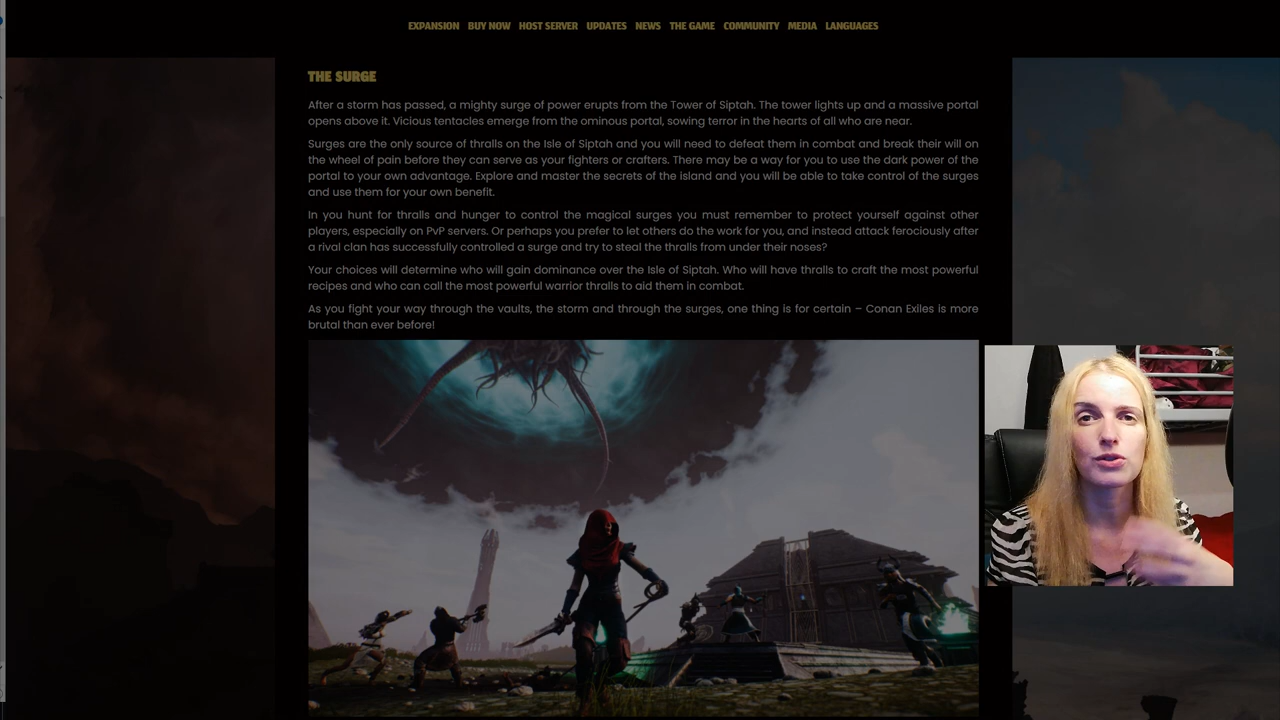 EXPANSION BUY NOW HOST SERVER UPDATES NEWS THE GAME COMMUNITY MEDIA LANGUAGES
THE SURGE
After a storm has passed, a mighty surge of power erupts from the Tower of Siptah. The tower lights up and a massive portal
opens above it. Vicious tentacles emerge from the ominous portal, sowing terror in the hearts of all who are near.
Surges are the only source of thralls on the Isle of Siptah and you will need to defeat them in combat and break their will on
the wheel of pain before they can serve as your fighters or crafters. There may be a way for you to use the dark power of the
portal to your own advantage. Explore and master the secrets of the island and you will be able to take control of the surges
and use them for your own benefit.
In you hunt for thralls and hunger to control the magical surges you must remember to protect yourself against other
players, especially on PvP servers. Or perhaps you prefer to let others do the work for you, and instead attack ferociously after
a rival clan has successfully controlled a surge and try to steal the thralls from under their noses?
Your choices will determine who will gain dominance over the Isle of Siptah. Who will have thralls to craft the most powerful
recipes and who can call the most powerful warrior thralls to aid them in combat.
As you fight your way through the vaults, the storm and through the surges, one thing is for certain – Conan Exiles is more
brutal than ever before!